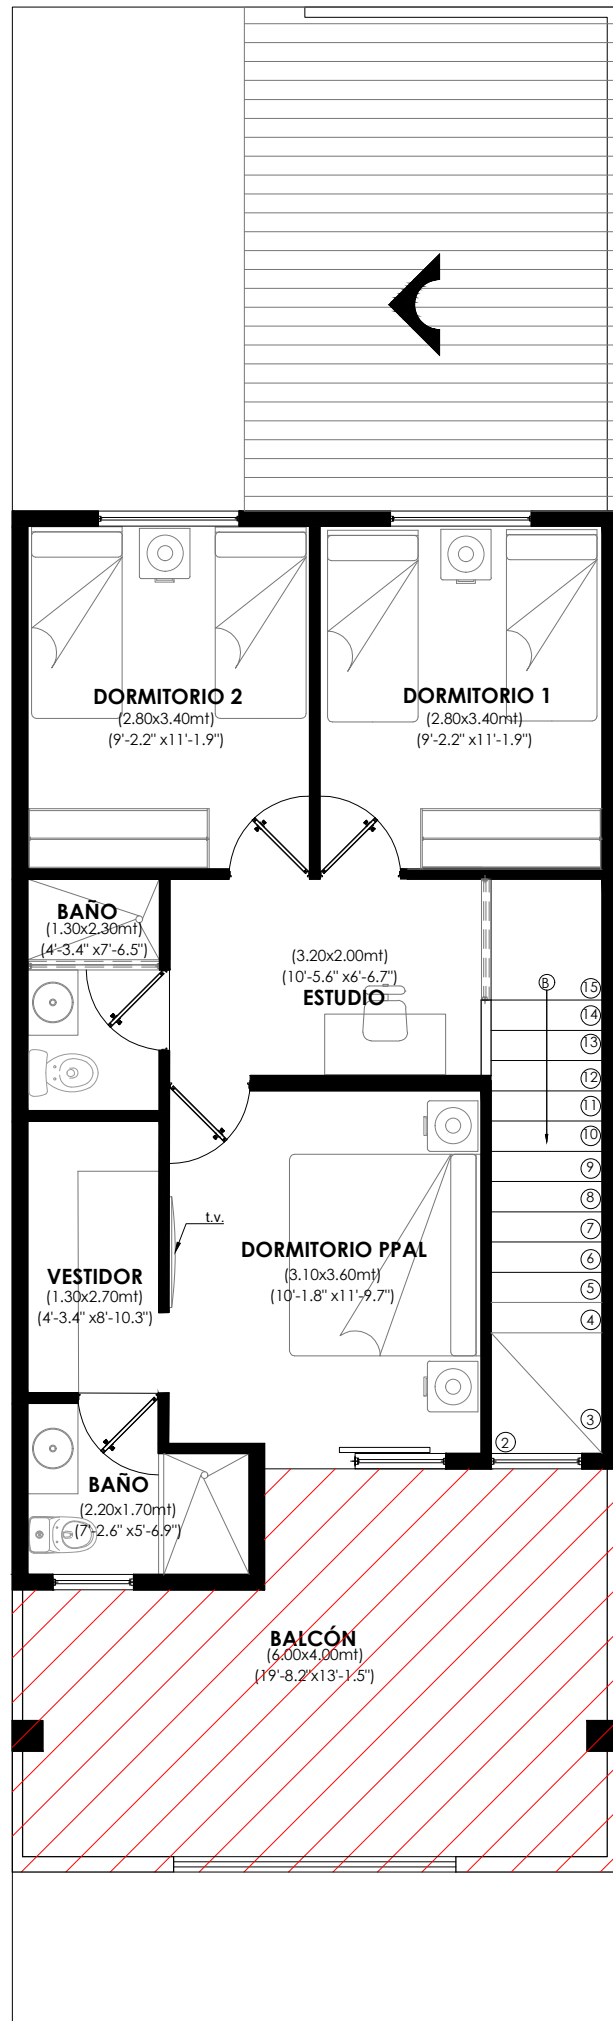 DORMITORIO 2
(2.80x3.40mt)
(9'-2.2" x11'-1.9")
DORMITORIO 1
(2.80x3.40mt)
(9'-2.2" x11'-1.9")
BAÑO
(1.30x2.30mt)
(4'-3.4" x7'-6.5")
(3.20x2.00mt)
(10'-5.6" x6'-6.7")
ESTUDIO
B
15
14
13
12
11
10
9
8
7
6
5
4
3
2
t.v.
DORMITORIO PPAL
(3.10x3.60mt)
(10'-1.8" x11'-9.7")
VESTIDOR
(1.30x2.70mt)
(4'-3.4" x8'-10.3")
BAÑO
(2.20x1.70mt)
(7'-2.6" x5'-6.9")
BALCÓN
(6.00x4.00mt)
(19'-8.2"x13'-1.5")